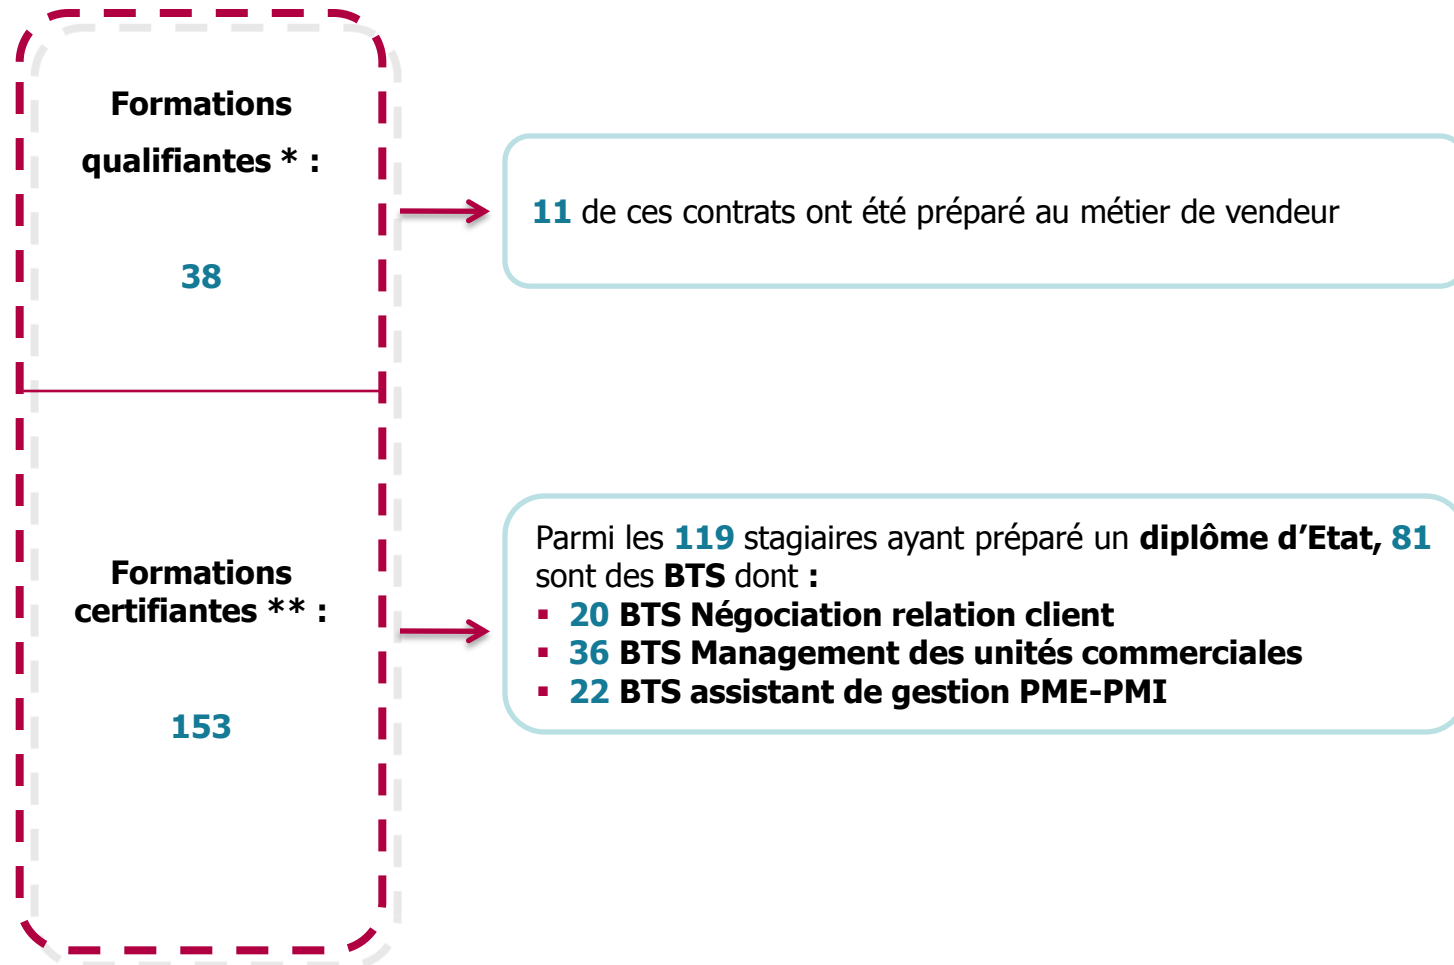 Formations
qualifiantes * :
38
11 de ces contrats ont été préparé au métier de vendeur
Formations
certifiantes ** :
153
Parmi les 119 stagiaires ayant préparé un diplôme d’Etat, 81
sont des BTS dont :
▪ 20 BTS Négociation relation client
▪ 36 BTS Management des unités commerciales
▪ 22 BTS assistant de gestion PME-PMI